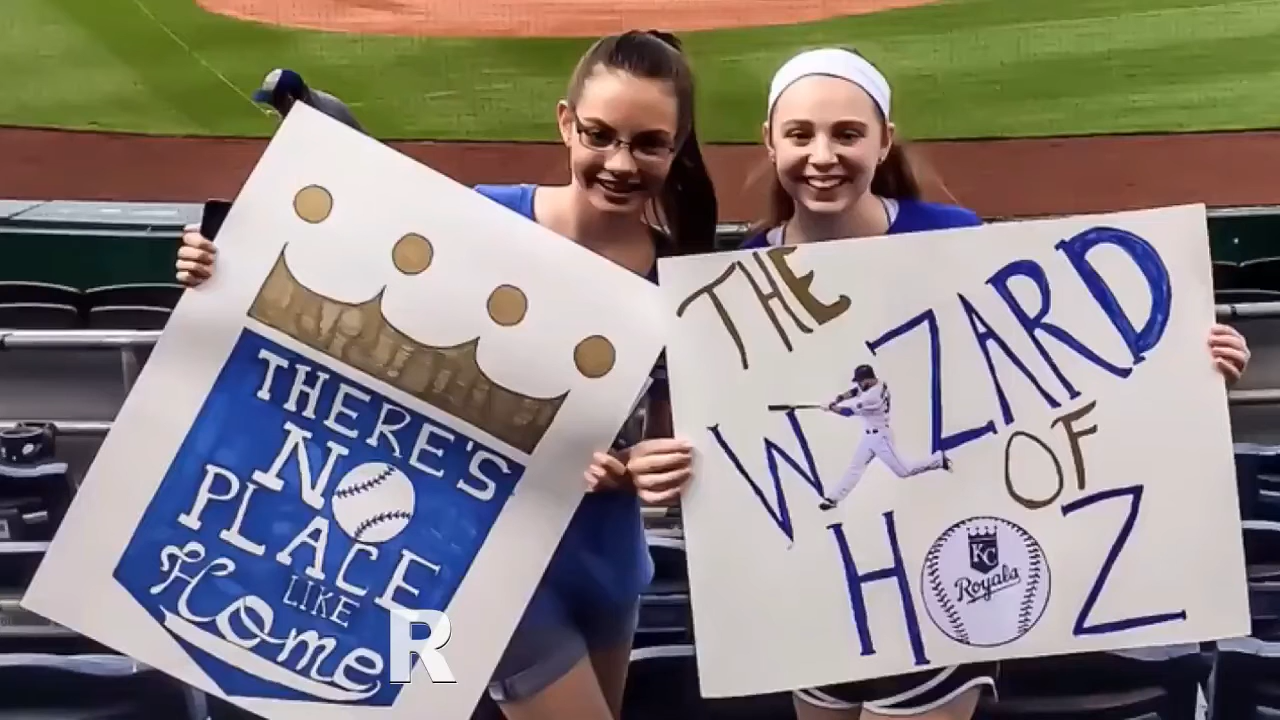 THERE'S
NO
PLACE
LIKE
Home
R
THE
WIZARD
OF
HOZ
KC
Royals